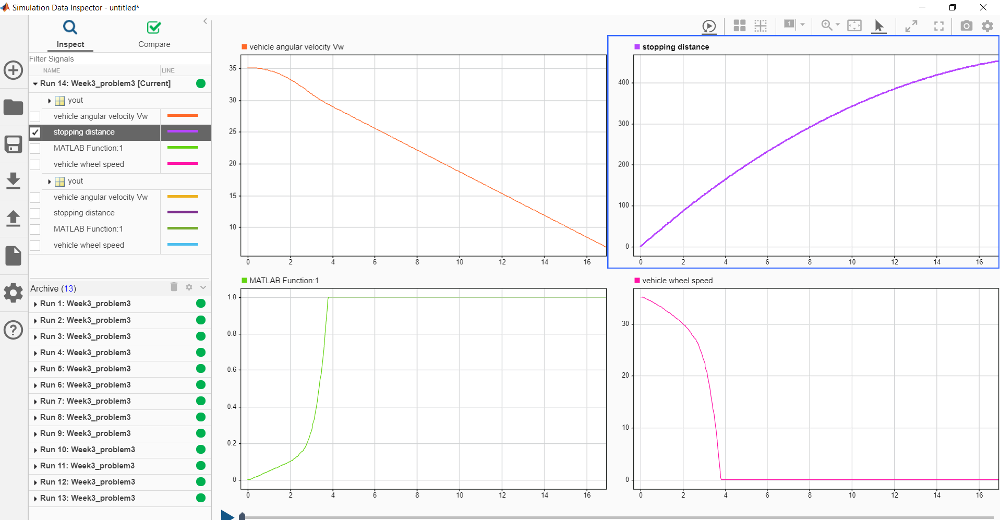 Simulation Data Inspector - untitled*
Inspect
Compare
Filter Signals
NAME LINE
Run 14: Week3_problem3 [Current]
yout
vehicle angular velocity Vw
stopping distance
MATLAB Function:1
vehicle wheel speed
yout
vehicle angular velocity Vw
stopping distance
MATLAB Function:1
vehicle wheel speed
Archive (13)
Run 1: Week3_problem3
Run 2: Week3_problem3
Run 3: Week3_problem3
Run 4: Week3_problem3
Run 5: Week3_problem3
Run 6: Week3_problem3
Run 7: Week3_problem3
Run 8: Week3_problem3
Run 9: Week3_problem3
Run 10: Week3_problem3
Run 11: Week3_problem3
Run 12: Week3_problem3
Run 13: Week3_problem3
1
vehicle angular velocity Vw
35
30
25
20
15
10
0 2 4 6 8 10 12 14 16
stopping distance
400
300
200
100
0
0 2 4 6 8 10 12 14 16
MATLAB Function:1
1.0
0.8
0.6
0.4
0.2
0
0 2 4 6 8 10 12 14 16
vehicle wheel speed
30
20
10
0
0 2 4 6 8 10 12 14 16